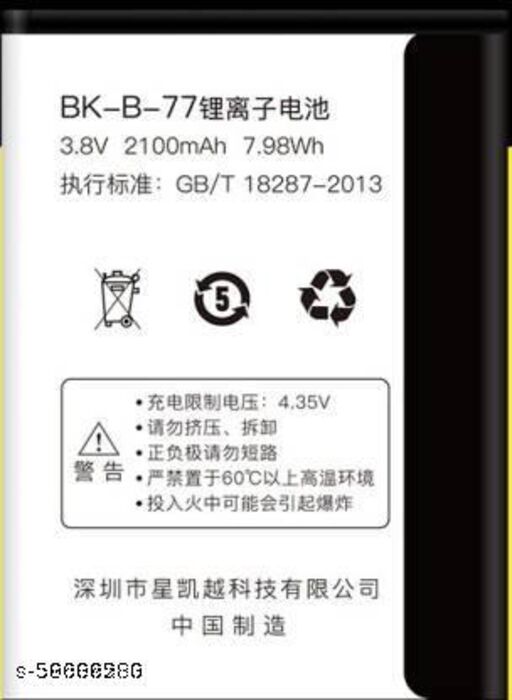 BK-B-77锂离子电池
3.8V 2100mAh 7.98Wh
执行标准：GB/T 18287-2013
5
警告
•充电限制电压：4.35V
•请勿挤压、拆卸
•正负极请勿短路
•严禁置于60℃以上高温环境
•投入火中可能会引起爆炸
深圳市星凯越科技有限公司
中国制造
s-50000280